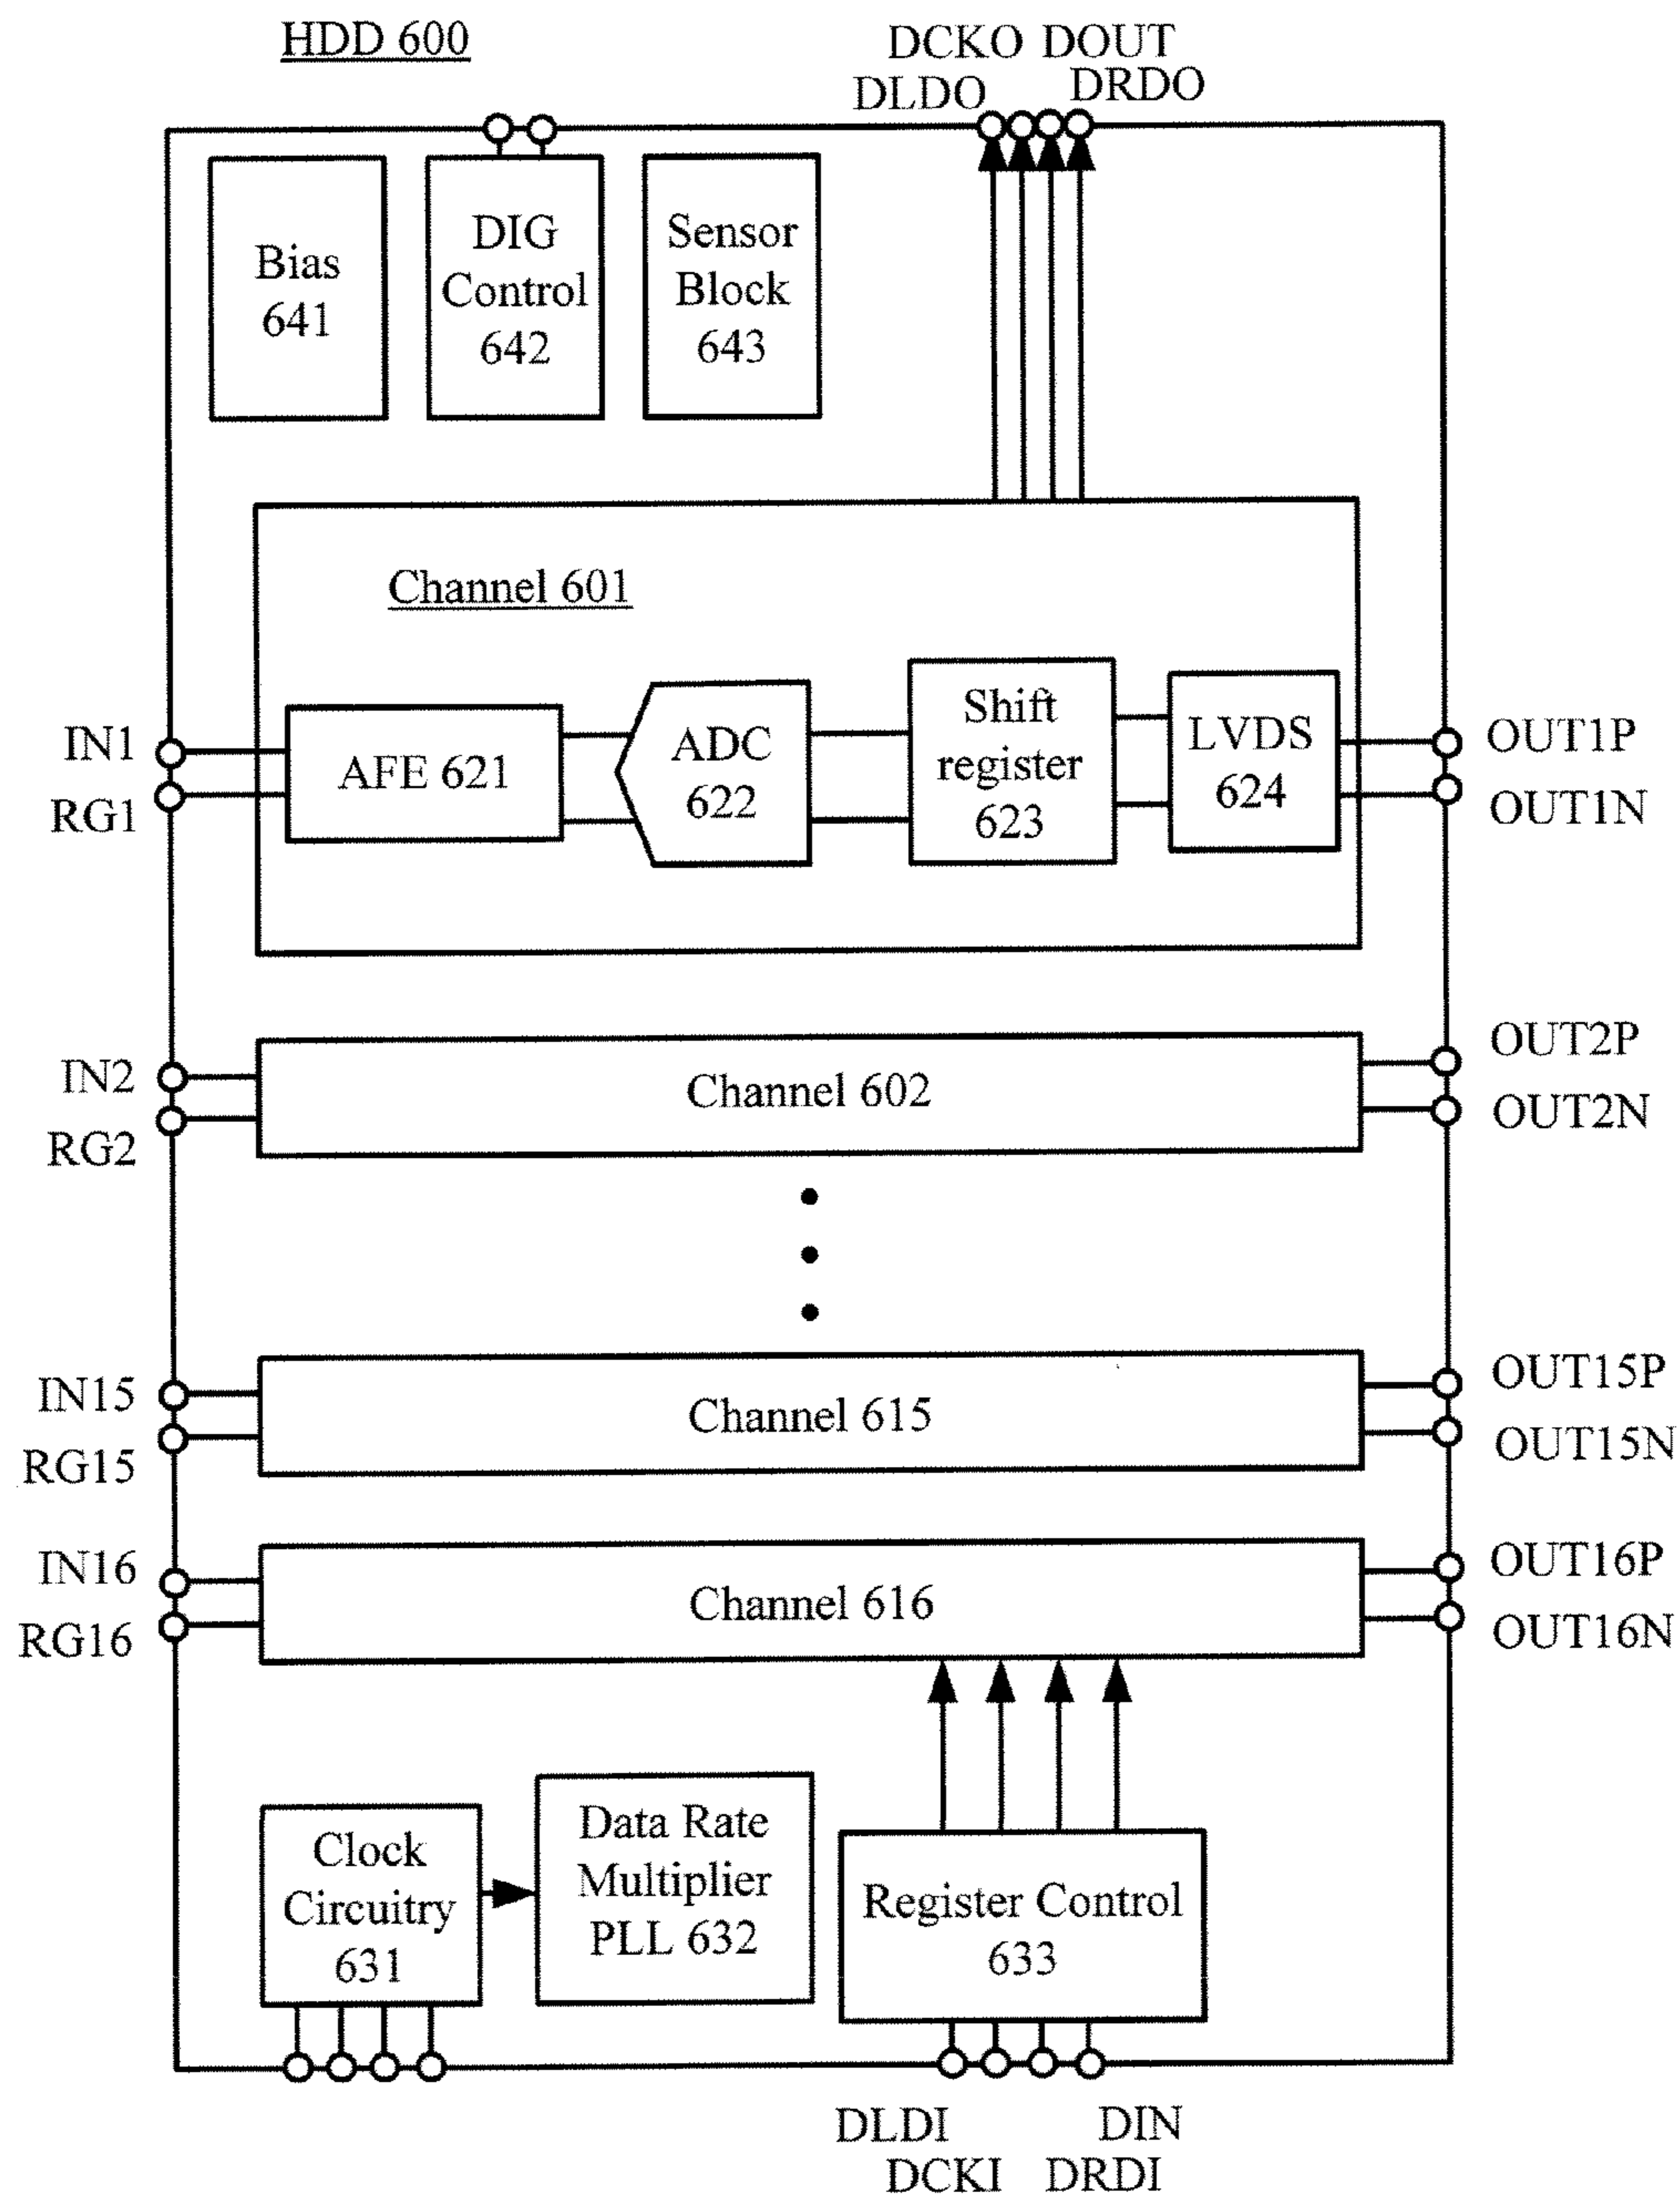 HDD 600
DCKO DOUT
DLDO DRDO
Bias
641
DIG
Control
642
Sensor
Block
643
Channel 601
IN1
RG1
AFE 621
ADC
622
Shift
register
623
LVDS
624
OUT1P
OUT1N
IN2
RG2
Channel 602
OUT2P
OUT2N
IN15
RG15
Channel 615
OUT15P
OUT15N
IN16
RG16
Channel 616
OUT16P
OUT16N
Clock
Circuitry
631
Data Rate
Multiplier
PLL 632
Register Control
633
DLDI DIN
DCKI DRDI